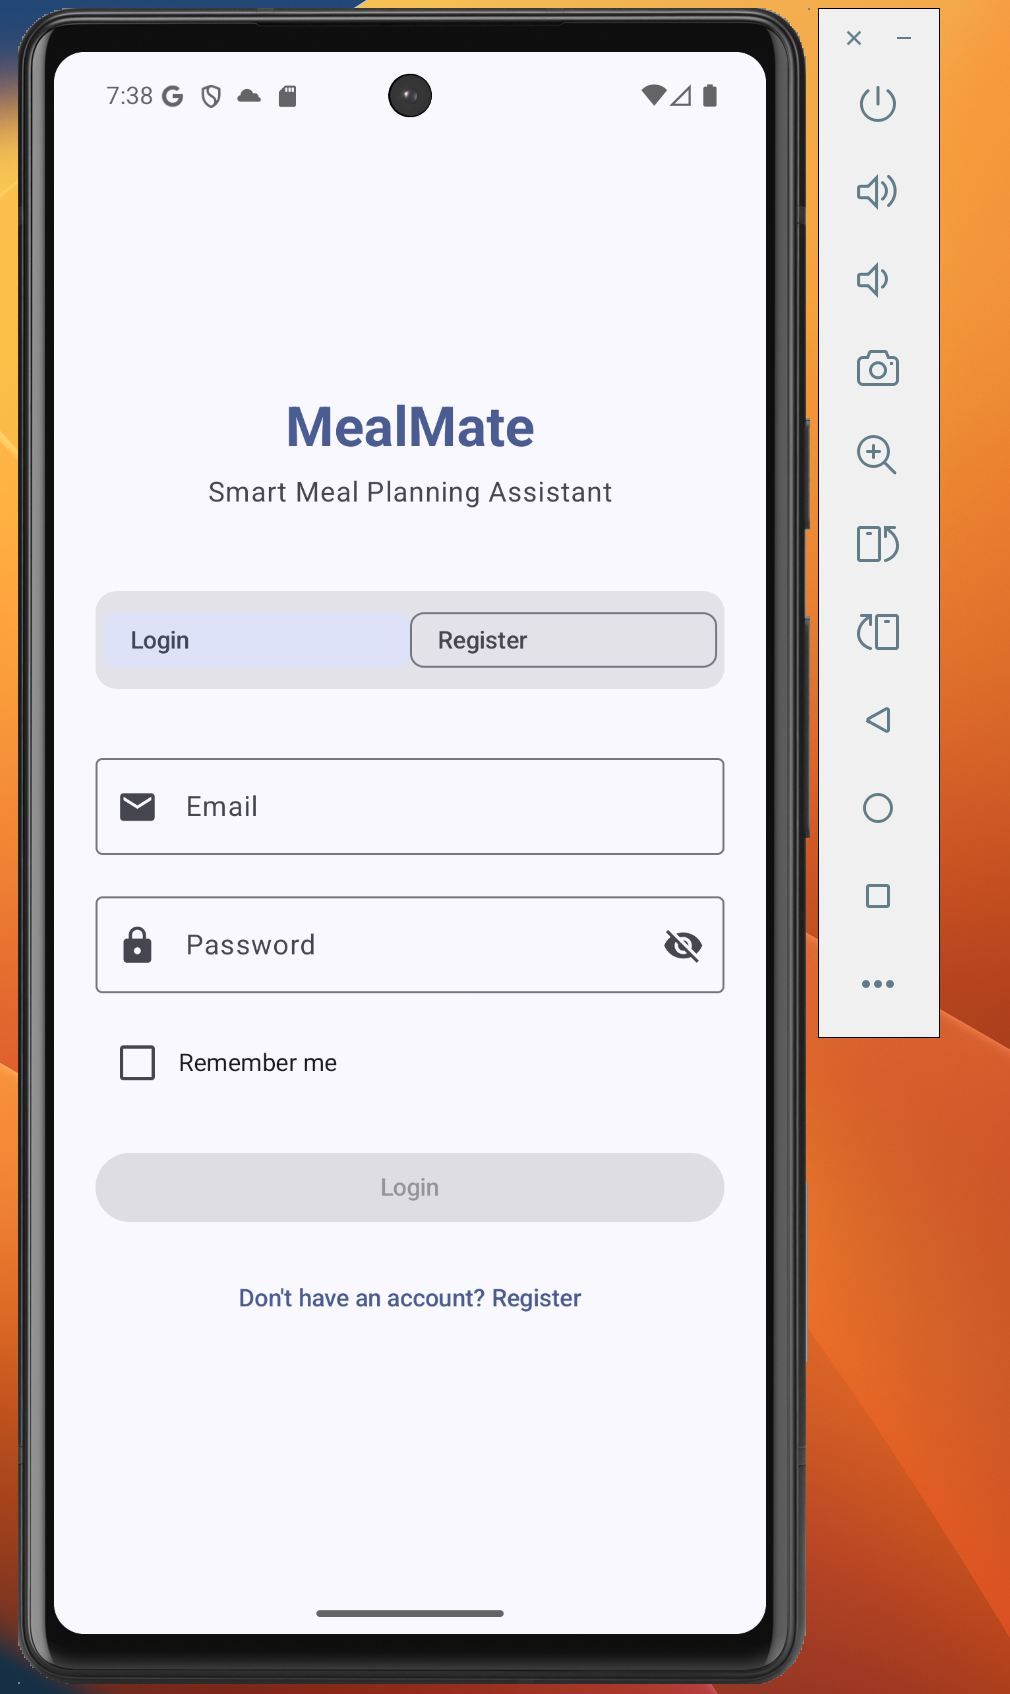 7:38
MealMate
Smart Meal Planning Assistant
Login
Register
Email
Password
Remember me
Login
Don't have an account? Register